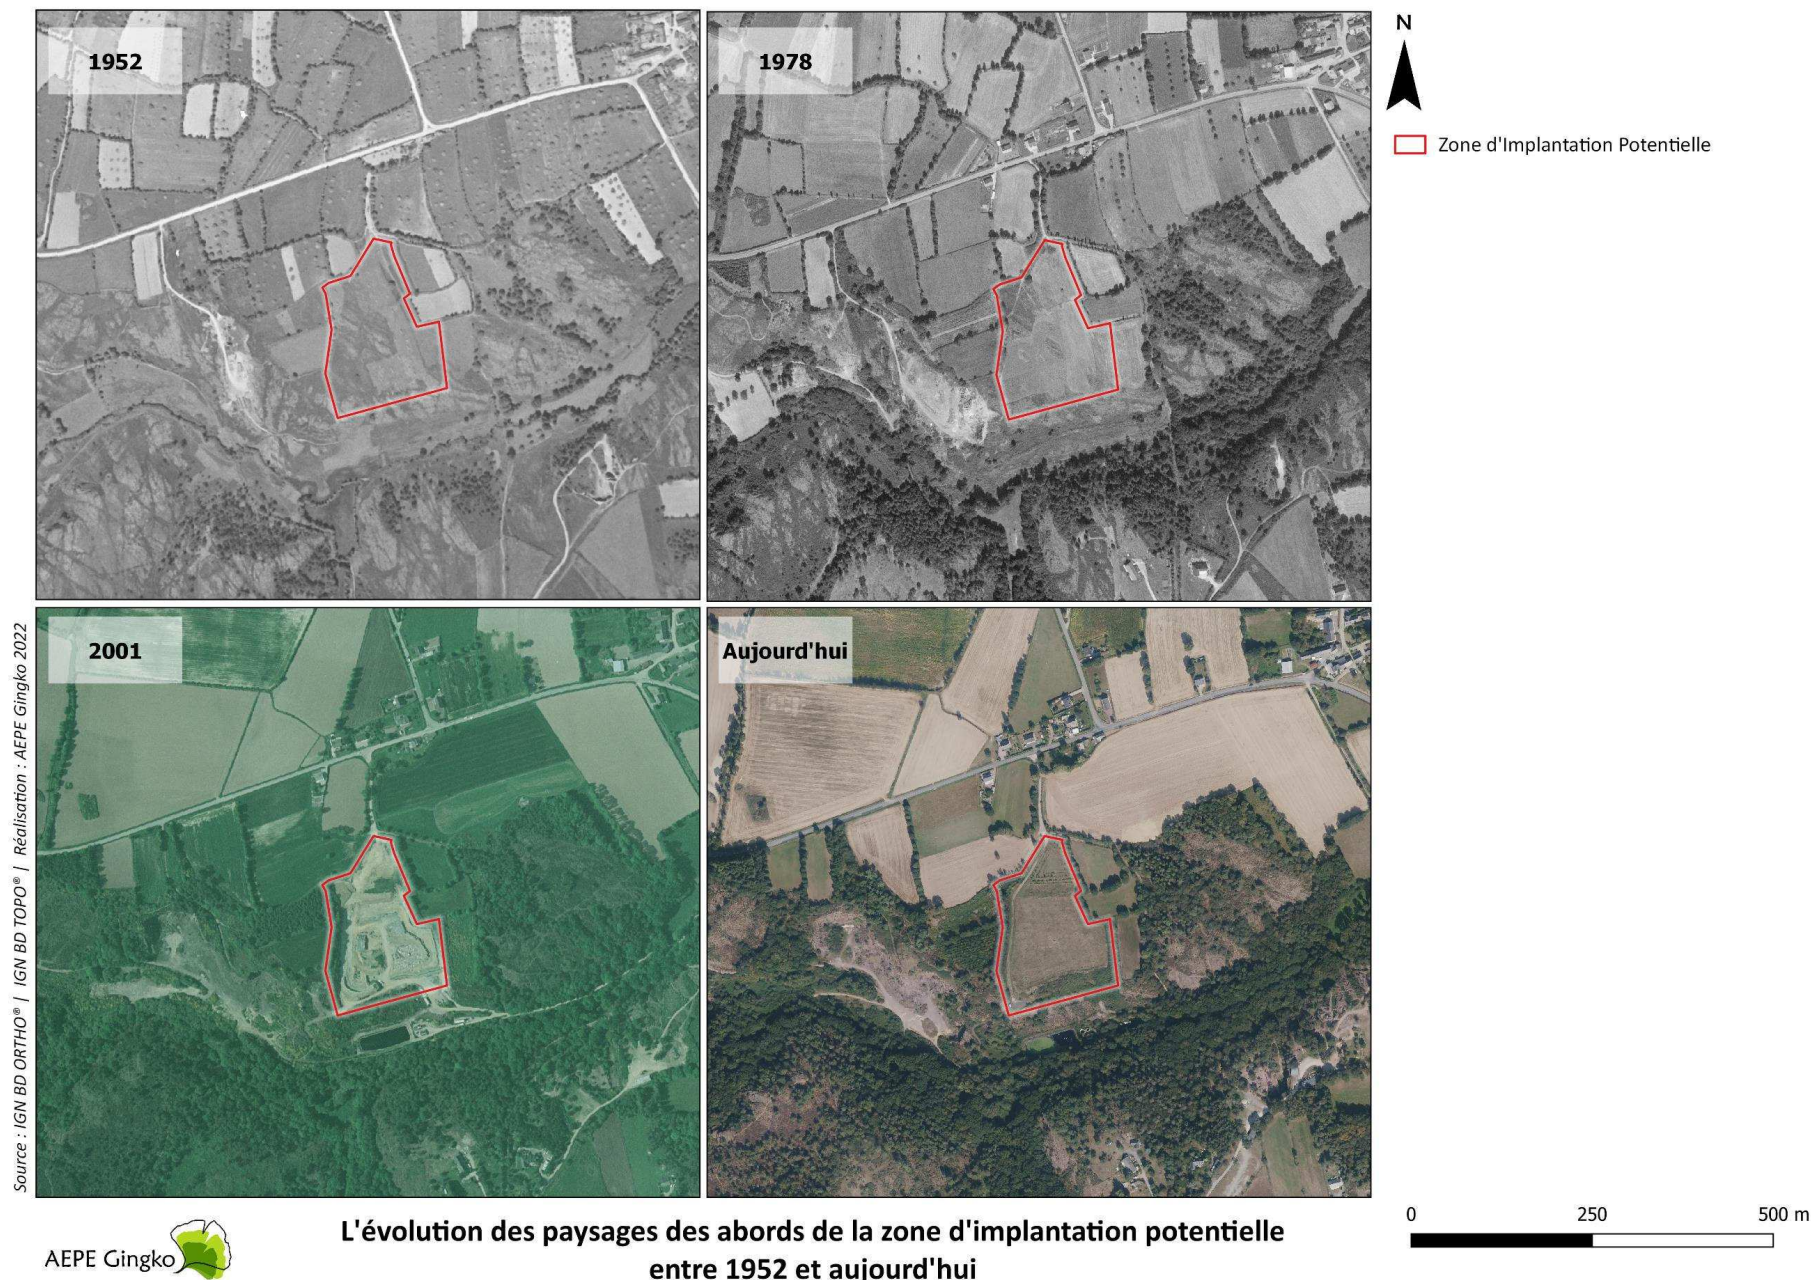 1952
1978
N
Zone d'Implantation Potentielle
2001
Aujourd'hui
Source : IGN BD ORTHO® | IGN BD TOPO® | Réalisation : AEPE Gingko 2022
AEPE Gingko
L'évolution des paysages des abords de la zone d'implantation potentielle
entre 1952 et aujourd'hui
0 250 500 m